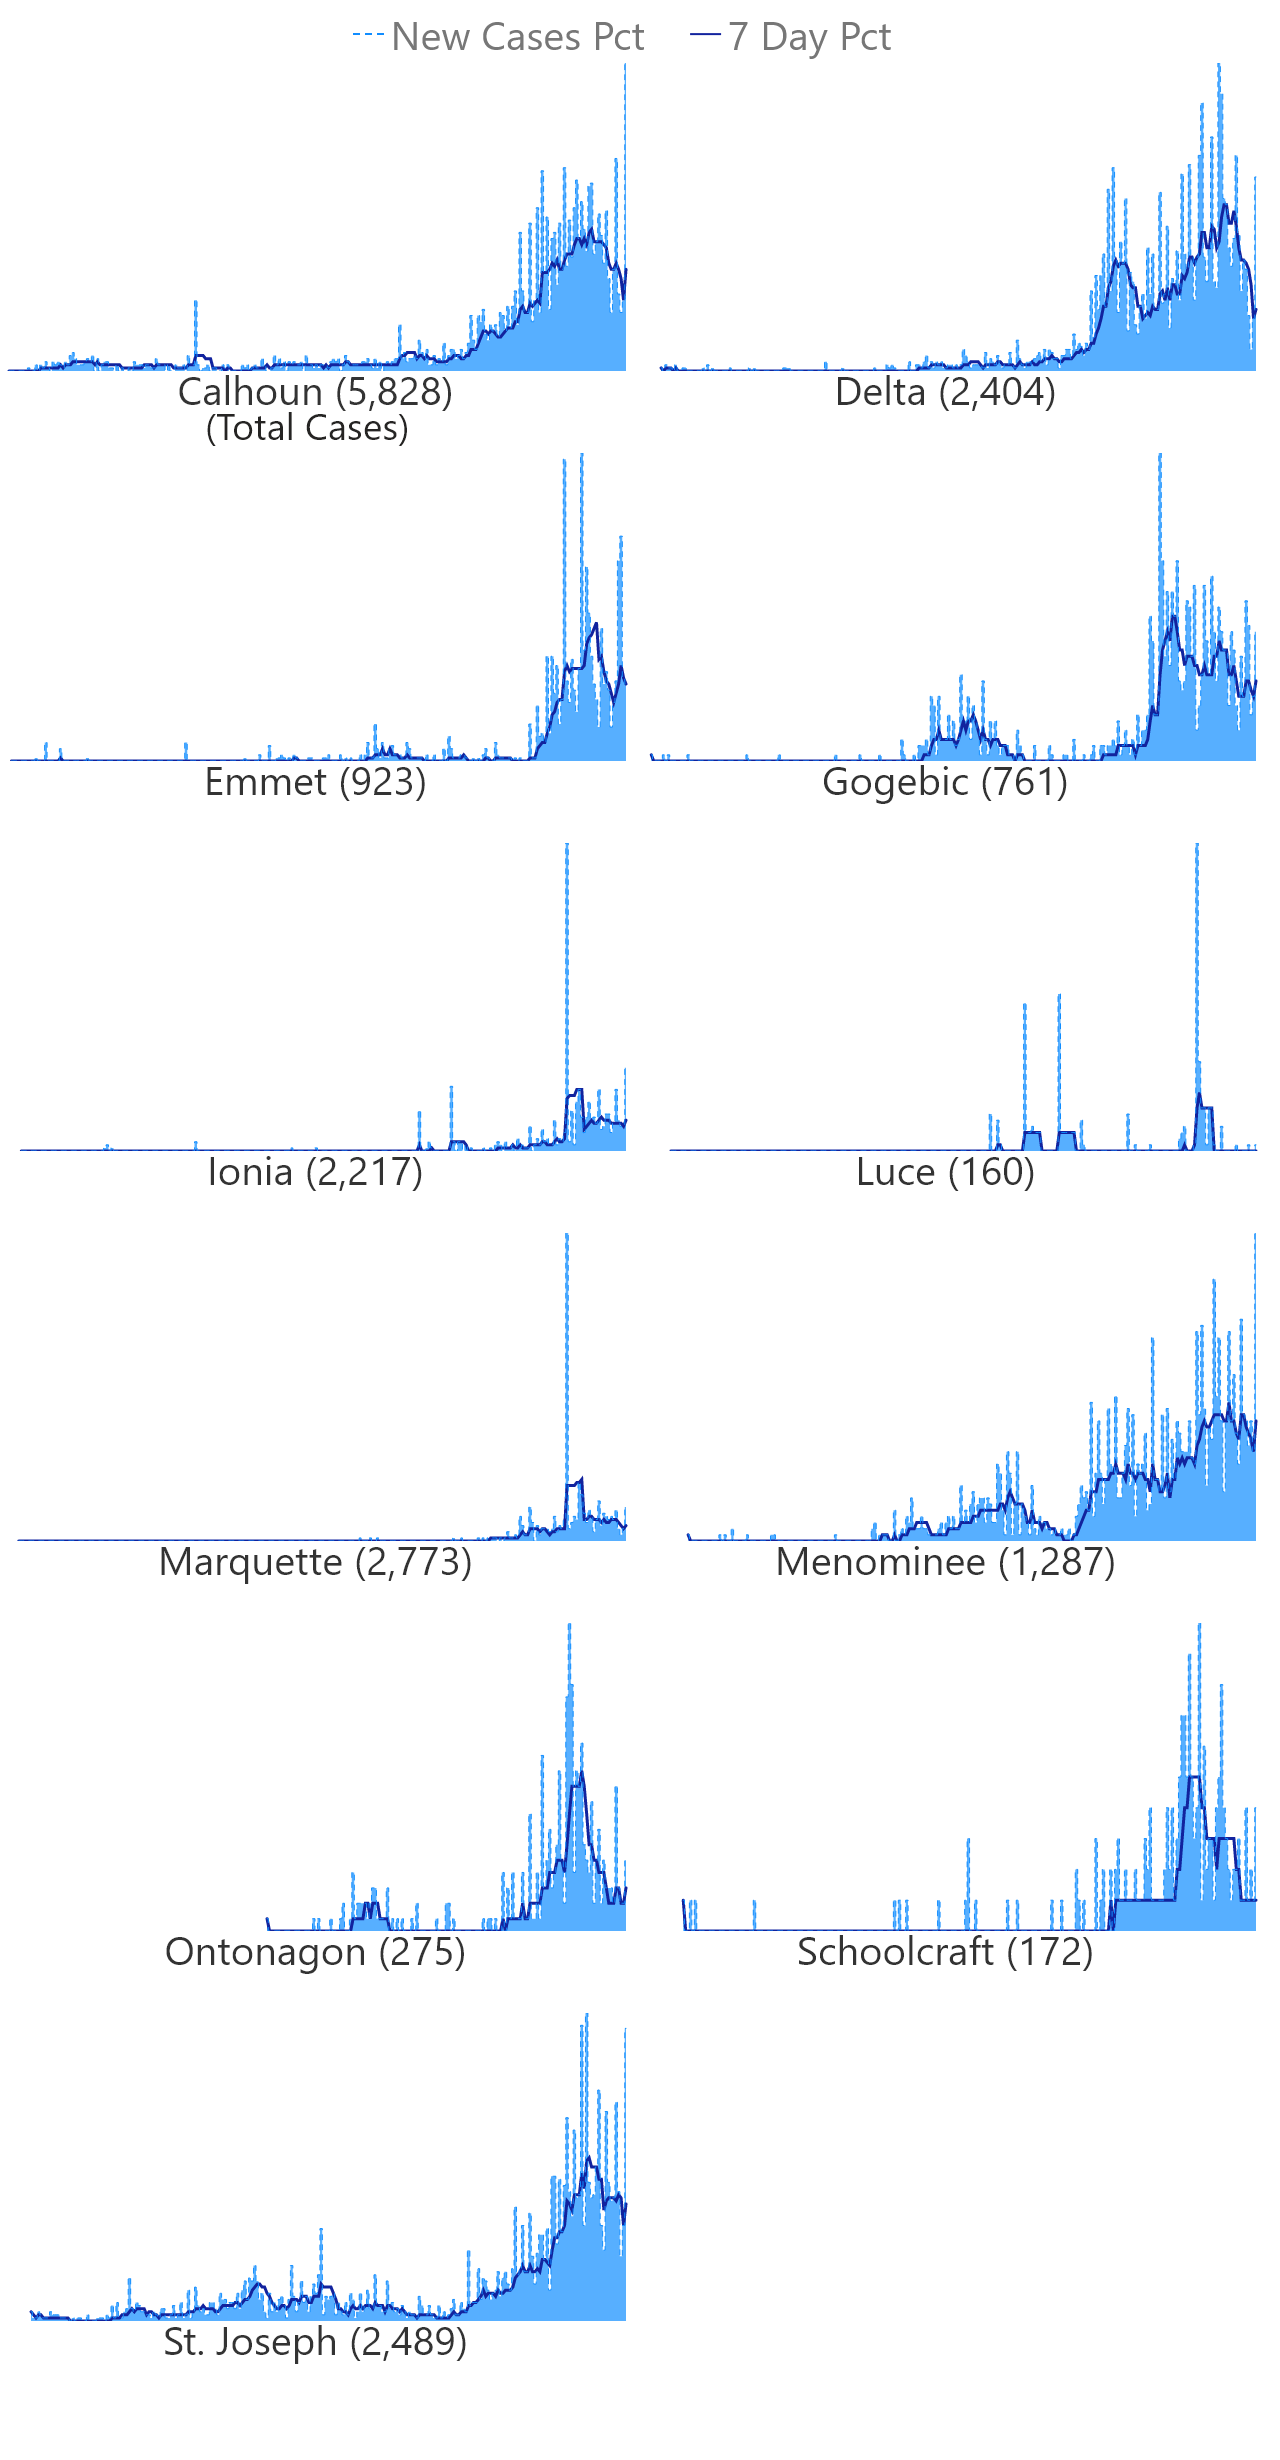 New Cases Pct 7 Day Pct
Calhoun (5,828) Delta (2,404)
(Total Cases)
Emmet (923) Gogebic (761)
Ionia (2,217) Luce (160)
Marquette (2,773) Menominee (1,287)
Ontonagon (275) Schoolcraft (172)
St. Joseph (2,489)